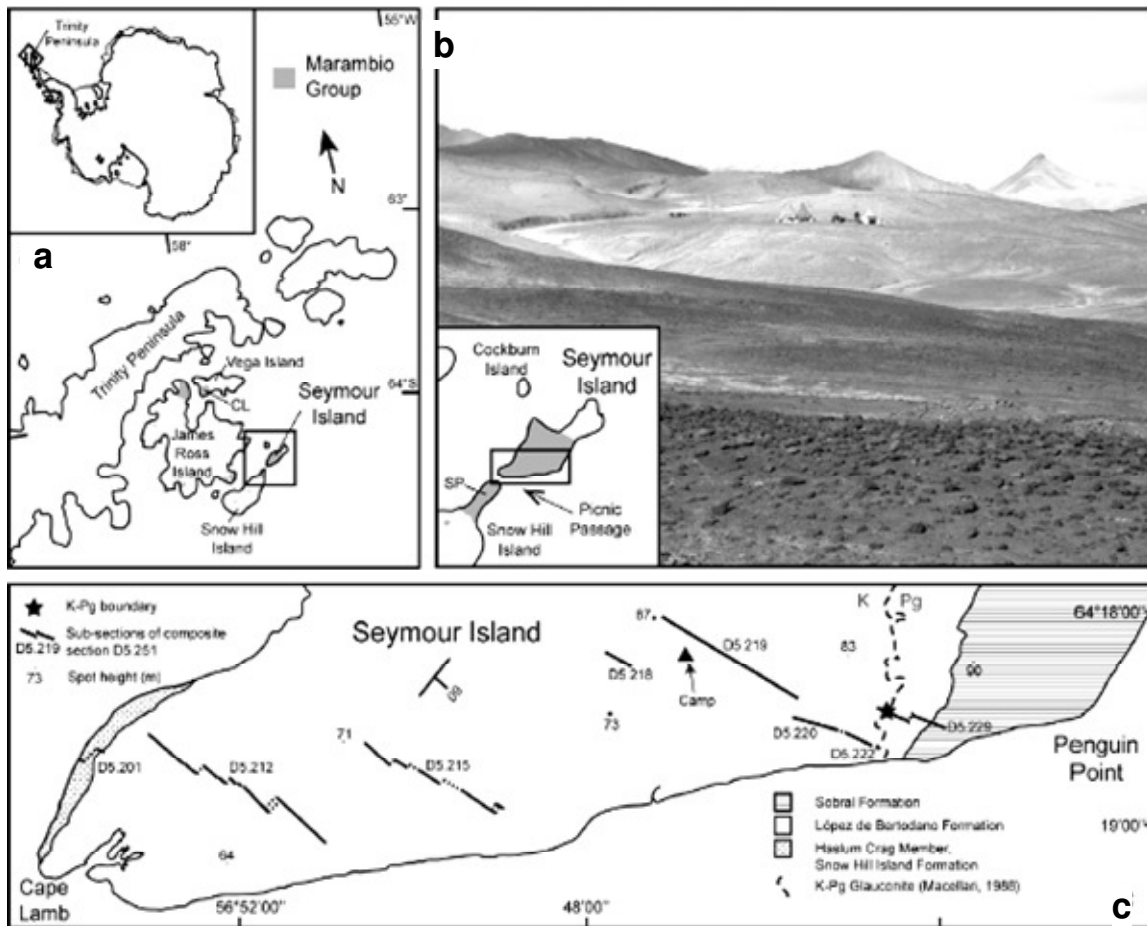 Trinity
Peninsula
55°W
Marambio
Group
N
63°
a
58°
Trinity Peninsula
Vega Island
64°S
CL
Seymour
Island
James
Ross
Island
Snow Hill
Island
b
Cockburn
Island
Seymour
Island
SP
Picnic
Passage
Snow Hill
Island
K-Pg boundary
Sub-sections of composite
section D5.251
D5.219
73 Spot height (m)
Seymour Island
K Pg
64°18'00"
87
D5.219
83
D5.218
Camp
90
D9
73
71
D5.201
D5.212
D5.215
D5.220
D5.222
D5.229
Penguin
Point
Sobral Formation
López de Bertodano Formation
Haslum Crag Member,
Snow Hill Island Formation
K-Pg Glauconite (Macellari, 1988)
19'00"
64
Cape
Lamb
56°52'00"
48'00"
c